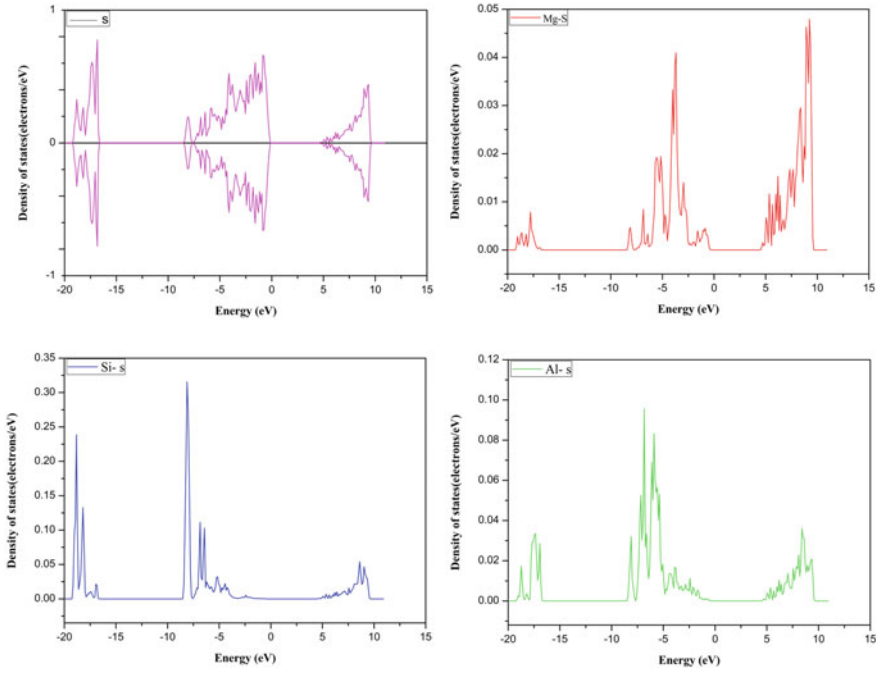 s
Density of states(electrons/eV)
1
0
1
-20 -15 -10 -5 0 5 10 15
Energy (eV)
Mg-S
Density of states(electrons/eV)
0.05
0.04
0.03
0.02
0.01
0.00
-20 -15 -10 -5 0 5 10 15
Energy (eV)
Si- s
Density of states(electrons/eV)
0.35
0.30
0.25
0.20
0.15
0.10
0.05
0.00
-20 -15 -10 -5 0 5 10 15
Energy (eV)
Al- s
Density of states(electrons/eV)
0.12
0.10
0.08
0.06
0.04
0.02
0.00
-20 -15 -10 -5 0 5 10 15
Energy (eV)